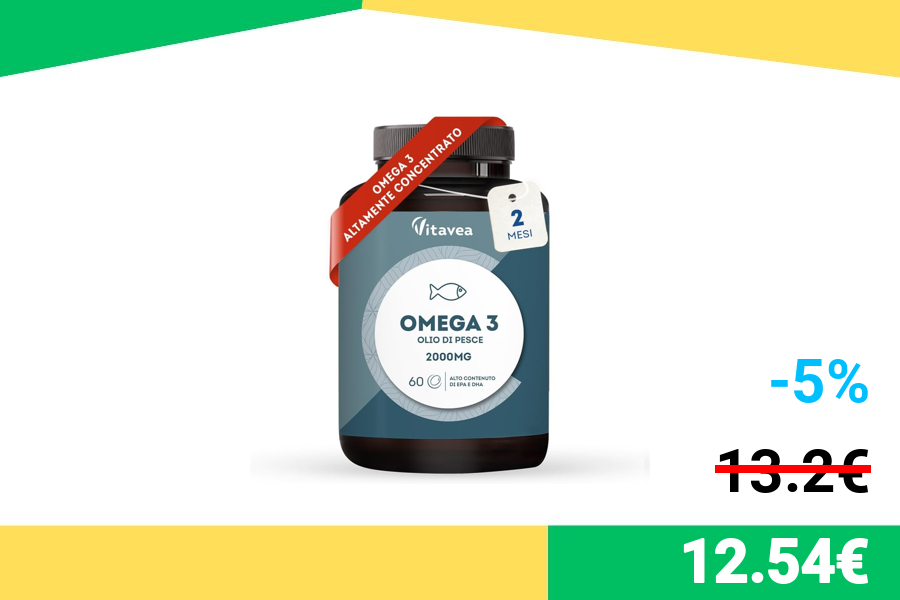 OMEGA 3
ALTAMENTE CONCENTRATO
2
MESI
Vitavea
OMEGA 3
OLIO DI PESCE
2000MG
60
ALTO CONTENUTO
DI EPA E DHA
-5%
13.2€
12.54€